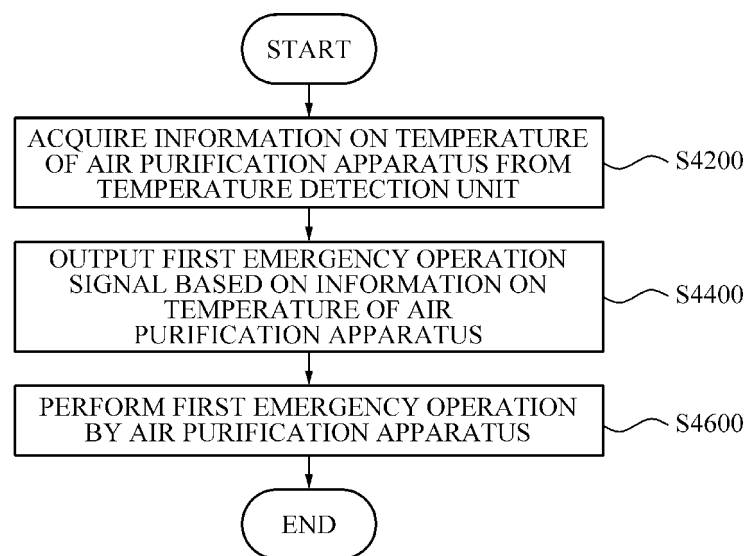 START
ACQUIRE INFORMATION ON TEMPERATURE
OF AIR PURIFICATION APPARATUS FROM
TEMPERATURE DETECTION UNIT
S4200
OUTPUT FIRST EMERGENCY OPERATION
SIGNAL BASED ON INFORMATION ON
TEMPERATURE OF AIR
PURIFICATION APPARATUS
S4400
PERFORM FIRST EMERGENCY OPERATION
BY AIR PURIFICATION APPARATUS
S4600
END